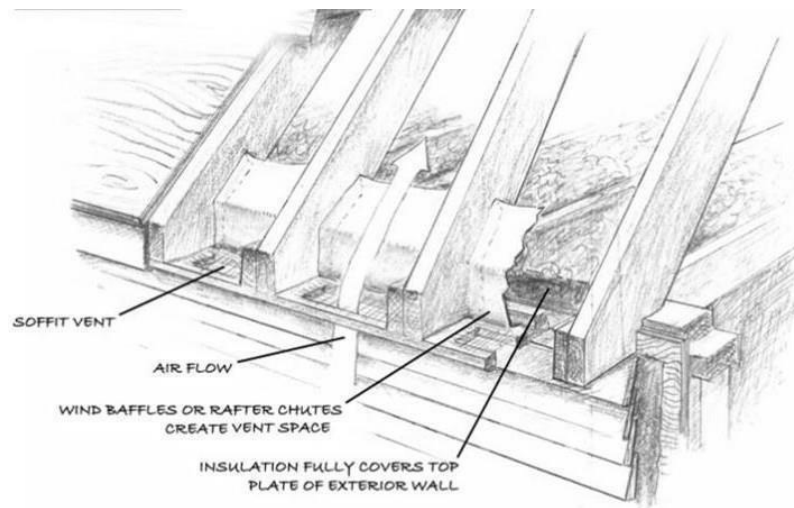 SOFFIT VENT
AIR FLOW
WIND BAFFLES OR RAFTER CHUTES
CREATE VENT SPACE
INSULATION FULLY COVERS TOP
PLATE OF EXTERIOR WALL